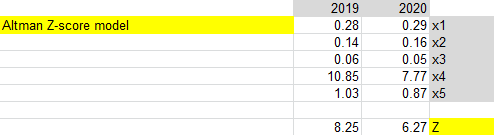 2019 2020
Altman Z-score model 0.28 0.29 x1
0.14 0.16 x2
0.06 0.05 x3
10.85 7.77 x4
1.03 0.87 x5
8.25 6.27 Z